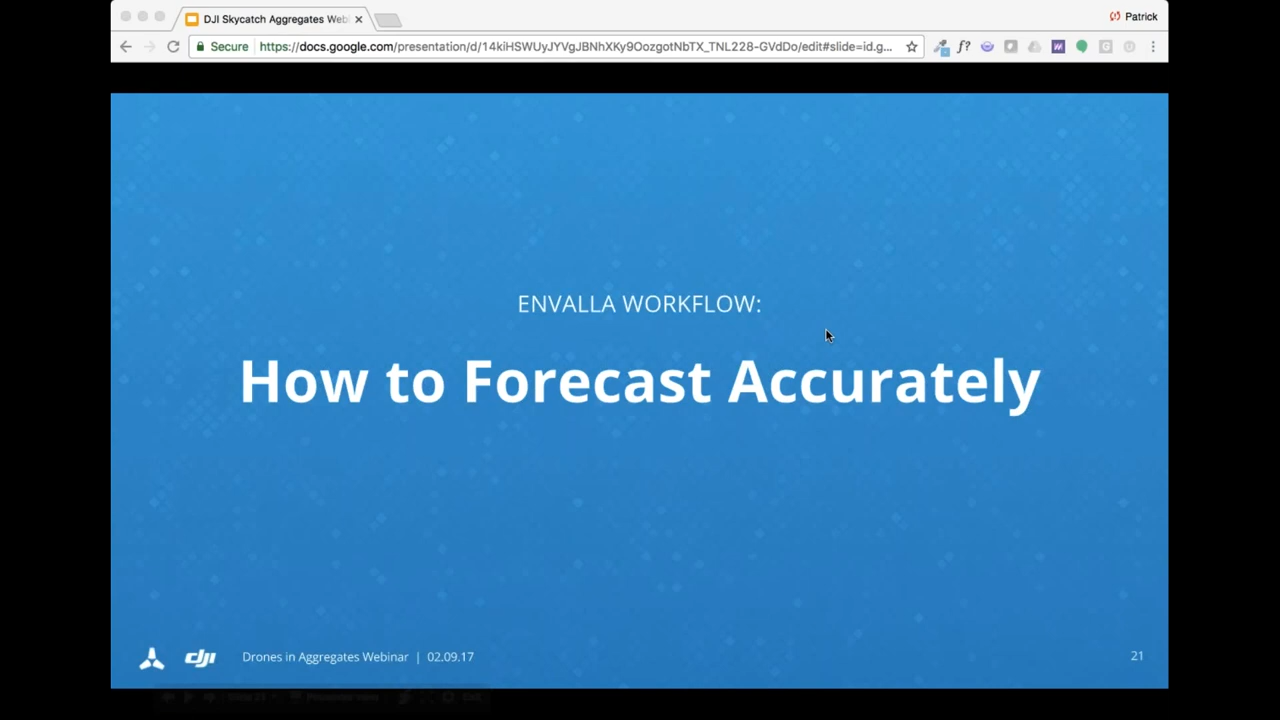 DJI Skycatch Aggregates Web
Patrick
Secure
https://docs.google.com/presentation/d/14kiHSWUyJYVgJBNhXKy9OozgotNbTX_TNL228-GVdDo/edit#slide=id.g...
ENVALLA WORKFLOW:
How to Forecast Accurately
dji
Drones in Aggregates Webinar | 02.09.17
21